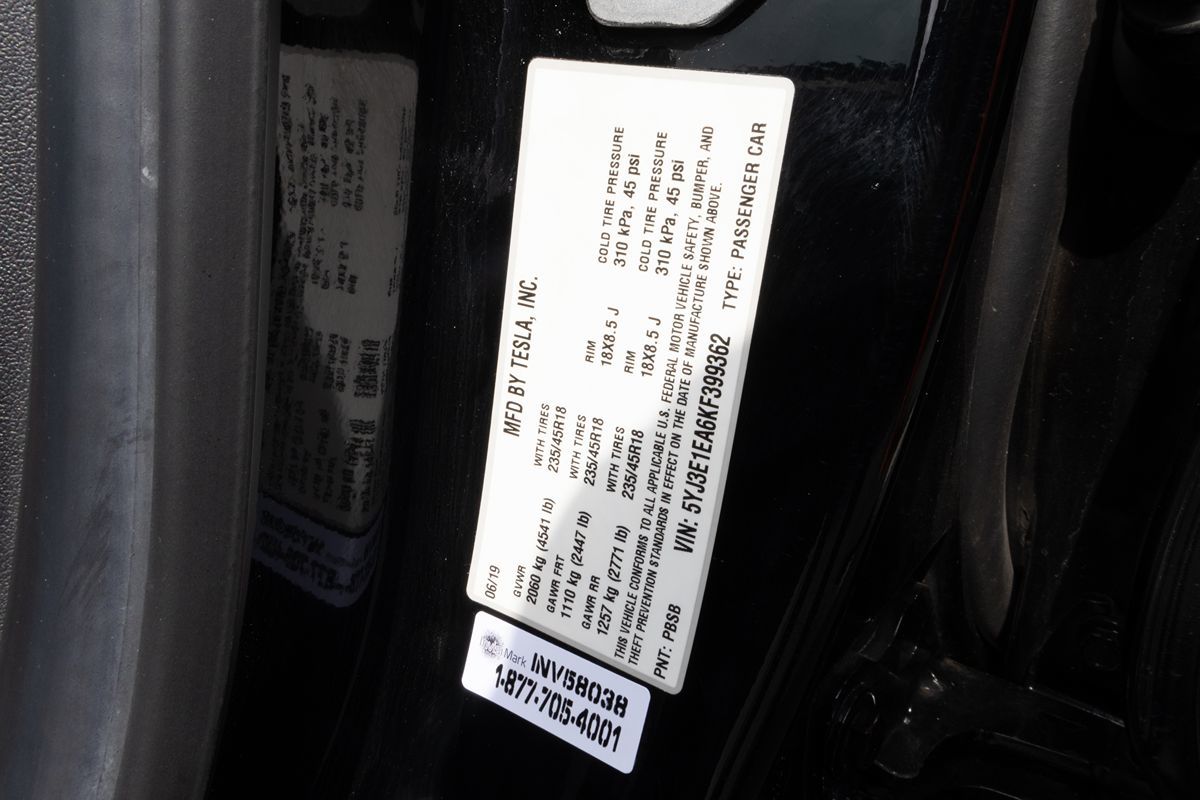 MFD BY TESLA, INC.
06/19
GVWR
2060 kg (4541 lb)
WITH TIRES
235/45R18
RIM
18X8.5 J
COLD TIRE PRESSURE
310 kPa, 45 psi
GAWR FRT
1110 kg (2447 lb)
WITH TIRES
235/45R18
RIM
18X8.5 J
COLD TIRE PRESSURE
310 kPa, 45 psi
GAWR RR
1257 kg (2771 lb)
WITH TIRES
235/45R18
THIS VEHICLE CONFORMS TO ALL APPLICABLE U.S. FEDERAL MOTOR VEHICLE SAFETY, BUMPER, AND
THEFT PREVENTION STANDARDS IN EFFECT ON THE DATE OF MANUFACTURE SHOWN ABOVE.
VIN: 5YJ3E1EA6KF399362 TYPE: PASSENGER CAR
PNT: PBSB
Mark INV58038
1-877-705-4001